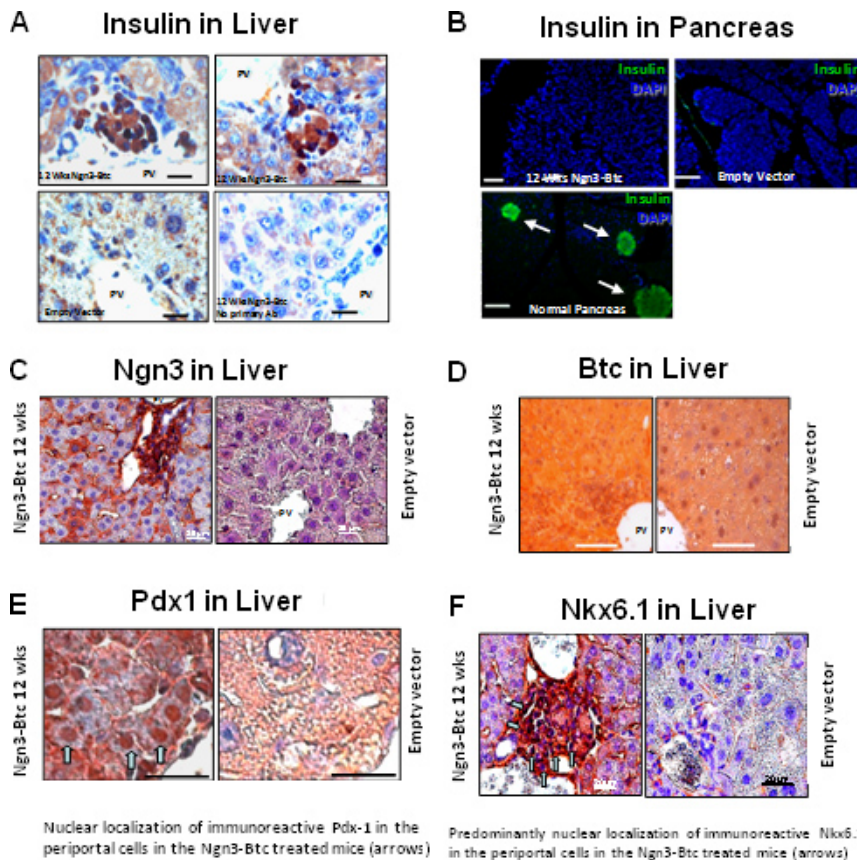 A Insulin in Liver
PV
12 Wks Ngn3-Btc PV
12 Wks Ngn3-Btc
PV
Empty Vector
PV
12 Wks Ngn3-Btc
No primary Ab
B Insulin in Pancreas
Insulin
DAPI
12 Wks Ngn3-Btc
Insulin
DAPI
Empty Vector
Insulin
DAPI
Normal Pancreas
C Ngn3 in Liver
Ngn3-Btc 12 wks
PV
Empty vector
D Btc in Liver
Ngn3-Btc 12 wks
PV PV
Empty vector
E Pdx1 in Liver
Ngn3-Btc 12 wks
Empty vector
Nuclear localization of immunoreactive Pdx-1 in the
periportal cells in the Ngn3-Btc treated mice (arrows)
F Nkx6.1 in Liver
Ngn3-Btc 12 wks
Empty vector
Predominantly nuclear localization of immunoreactive Nkx6.
in the periportal cells in the Ngn3-Btc treated mice (arrows)